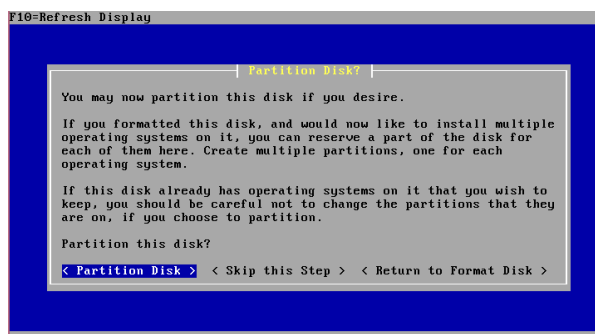 F10=Refresh Display
Partition Disk?
You may now partition this disk if you desire.
If you formatted this disk, and would now like to install multiple
operating systems on it, you can reserve a part of the disk for
each of them here. Create multiple partitions, one for each
operating system.
If this disk already has operating systems on it that you wish to
keep, you should be careful not to change the partitions that they
are on, if you choose to partition.
Partition this disk?
< Partition Disk > < Skip this Step > < Return to Format Disk >